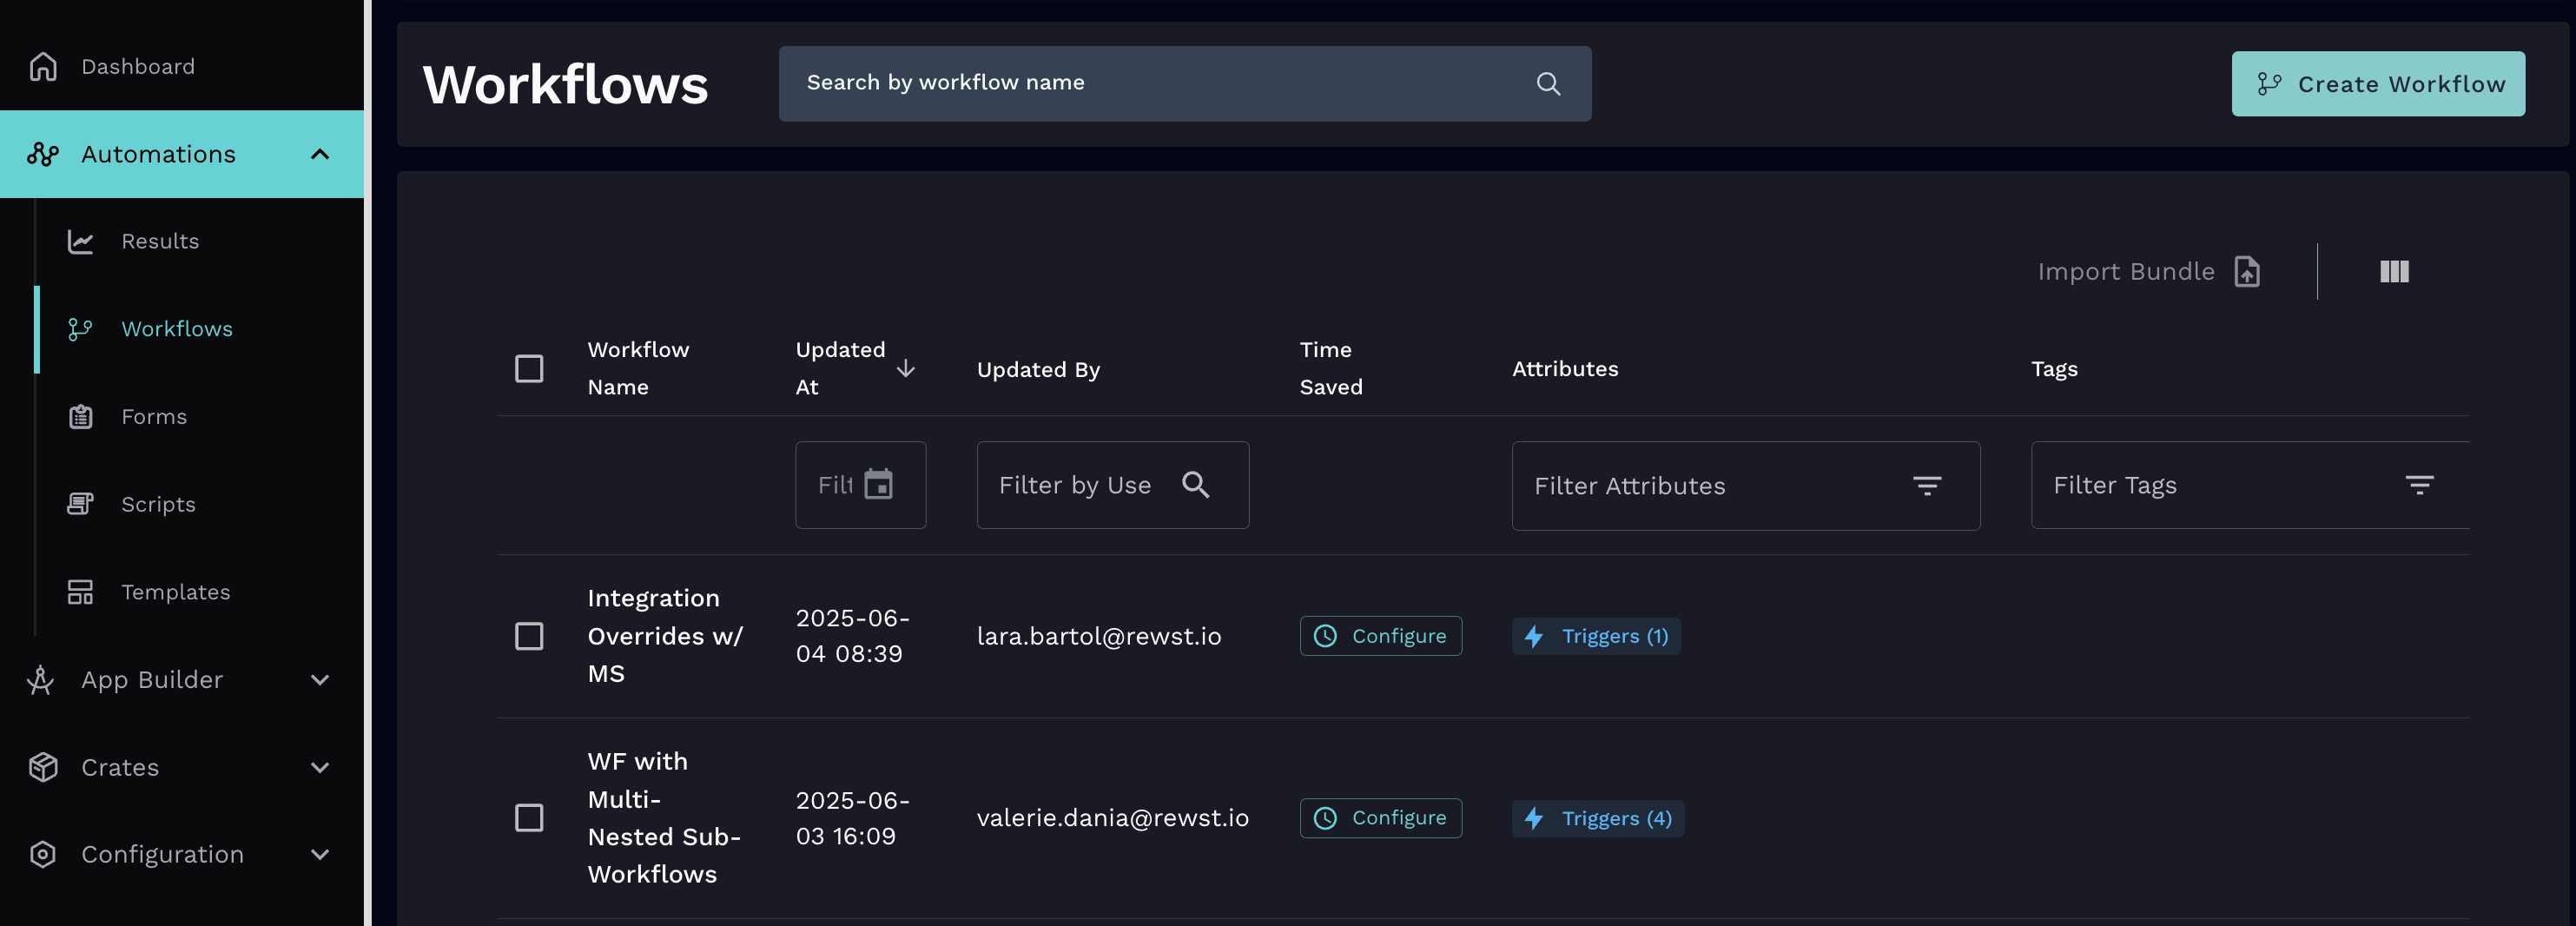 Dashboard
Automations
Results
Workflows
Forms
Scripts
Templates
App Builder
Crates
Configuration
Workflows
Search by workflow name
Create Workflow
Import Bundle
Workflow
Name
Updated
At
Updated By
Time
Saved
Attributes
Tags
Filt
Filter by Use
Filter Attributes
Filter Tags
Integration
Overrides w/
MS
2025-06-
04 08:39
lara.bartol@rewst.io
Configure
Triggers (1)
WF with
Multi-
Nested Sub-
Workflows
2025-06-
03 16:09
valerie.dania@rewst.io
Configure
Triggers (4)